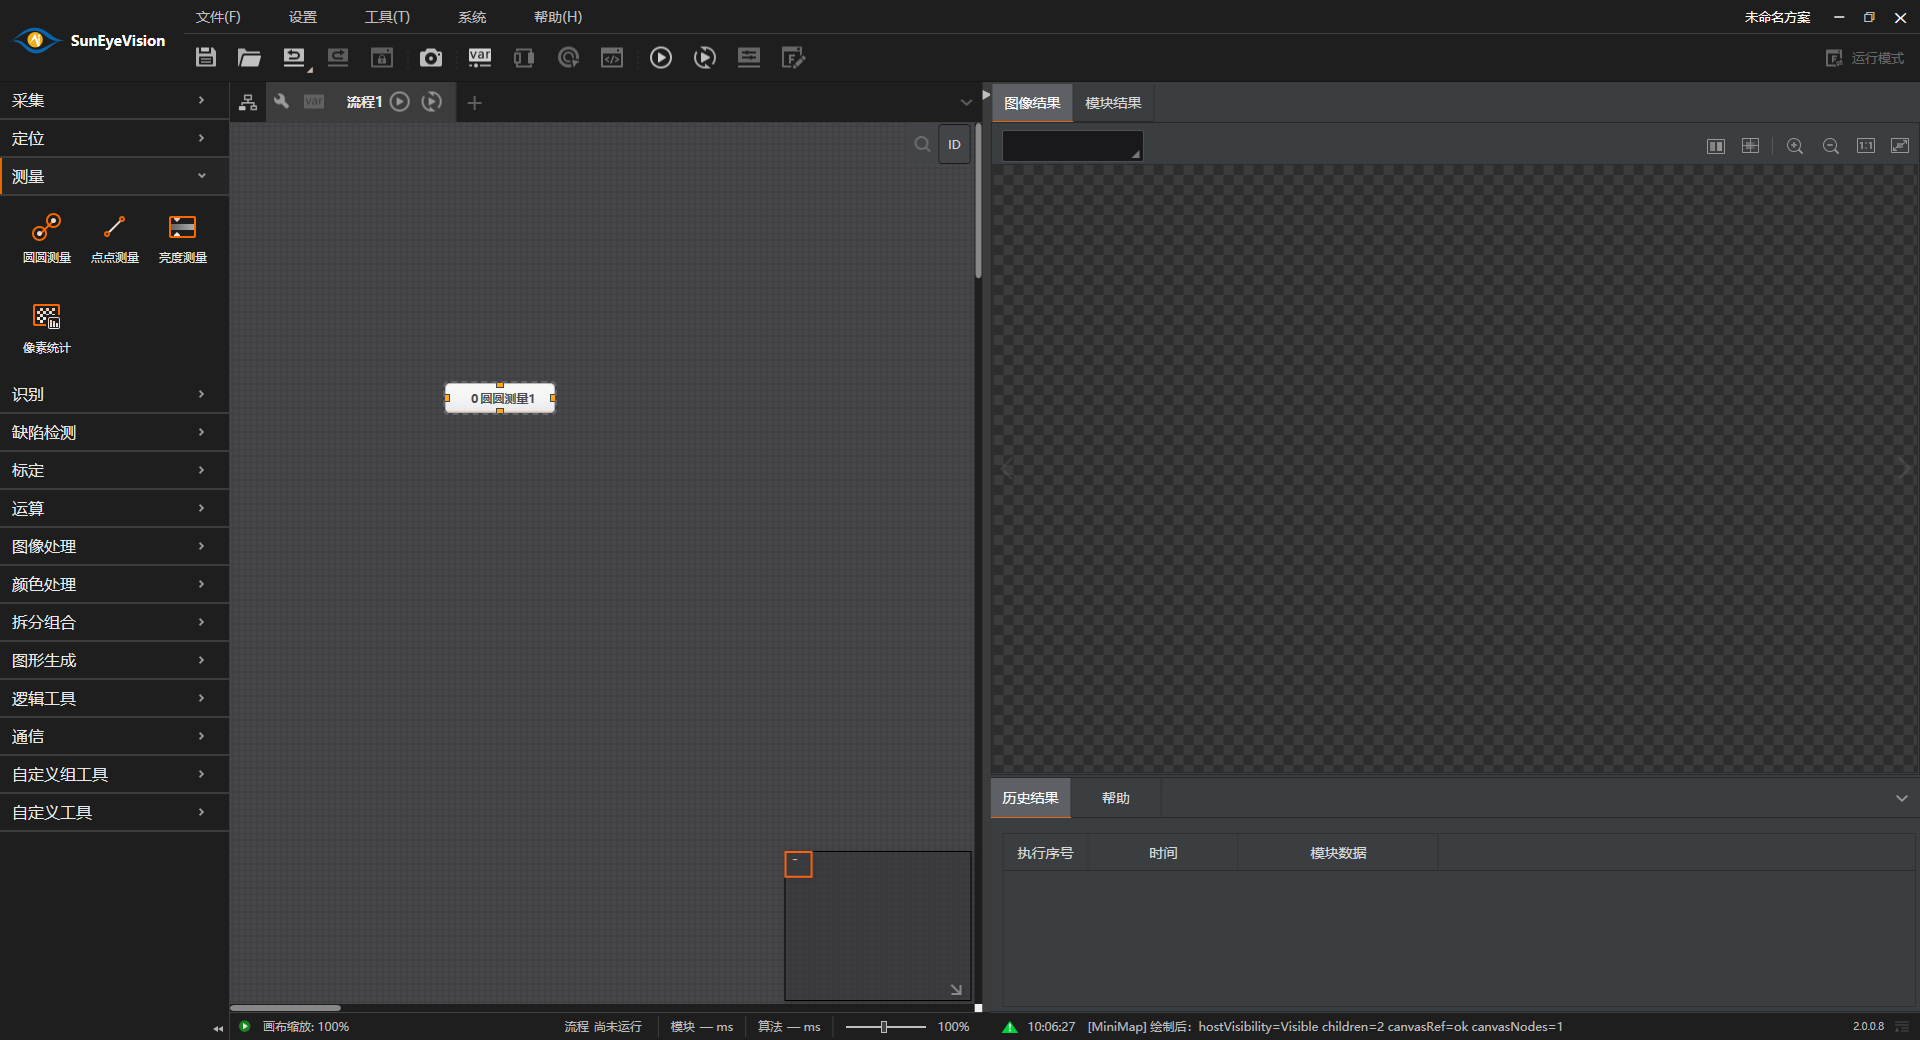 文件(F) 设置 工具(T) 系统 帮助(H) 未命名方案
SunEyeVision
var
运行模式
采集
定位
测量
圆圆测量 点点测量 亮度测量
像素统计
识别
缺陷检测
标定
运算
图像处理
颜色处理
拆分组合
图形生成
逻辑工具
通信
自定义组工具
自定义工具
var 流程1
ID
0 圆圆测量1
图像结果 模块结果
1:1
历史结果 帮助
执行序号 时间 模块数据
画布缩放: 100% 流程 尚未运行 模块 — ms 算法 — ms 100%
10:06:27 [MiniMap] 绘制后：hostVisibility=Visible children=2 canvasRef=ok canvasNodes=1
2.0.0.8